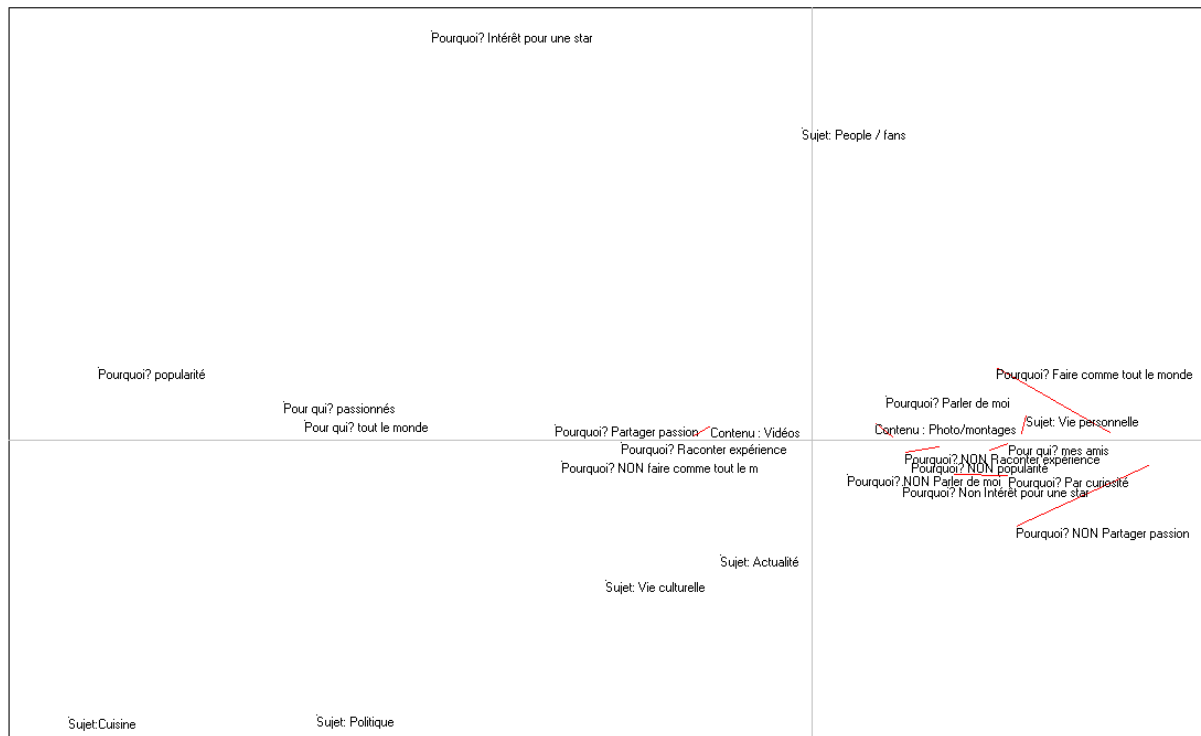 Pourquoi? Intérêt pour une star
Sujet: People / fans
Pourquoi? popularité
Pourquoi? Faire comme tout le monde
Pour qui? passionnés
Pourquoi? Parler de moi
Sujet: Vie personnelle
Pour qui? tout le monde
Pourquoi? Partager passion
Contenu : Vidéos
Contenu : Photo/montages
Pourquoi? Raconter expérience
Pour qui? mes amis
Pourquoi? NON Raconter expérience
Pourquoi? NON faire comme tout le m
Pourquoi? NON popularité
Pourquoi? NON Parler de moi
Pourquoi? Par curiosité
Pourquoi? Non Intérêt pour une star
Pourquoi? NON Partager passion
Sujet: Actualité
Sujet: Vie culturelle
Sujet:Cuisine
Sujet: Politique